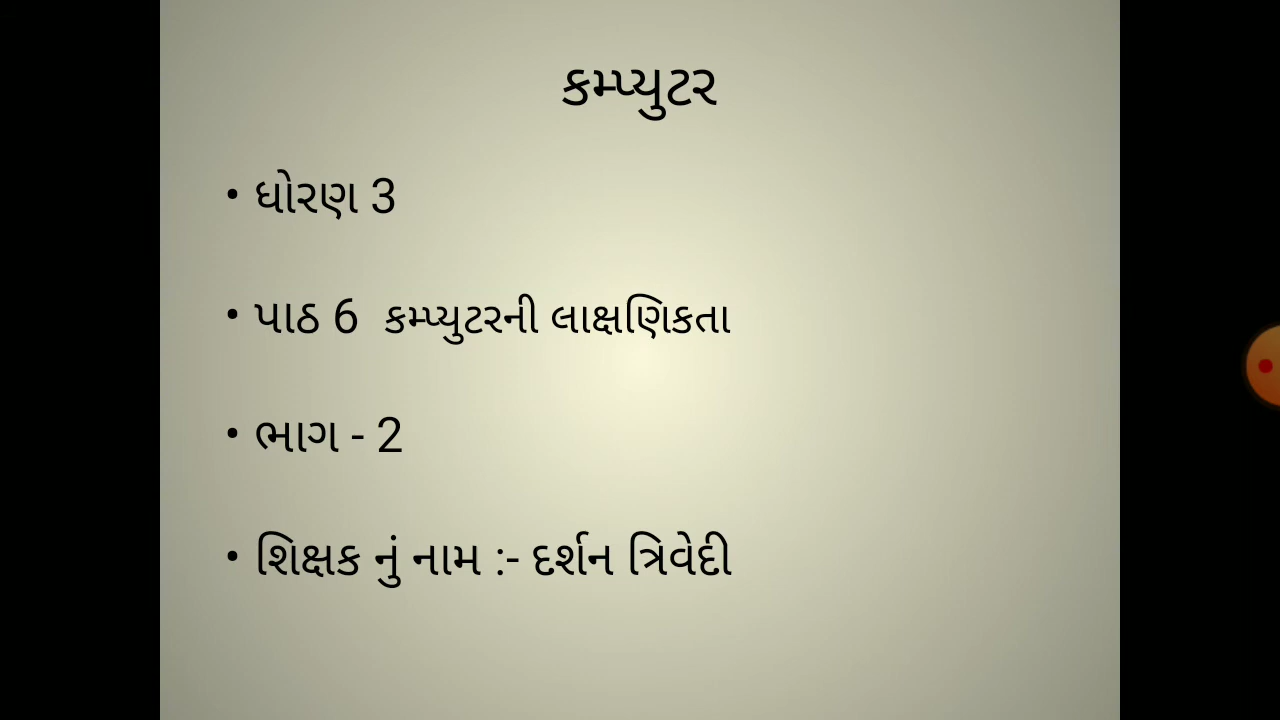 કમ્પ્યુટર
• ધોરણ 3
• પાઠ 6 કમ્પ્યુટરની લાક્ષણિકતા
• ભાગ - 2
• શિક્ષક નું નામ :- દર્શન ત્રિવેદી